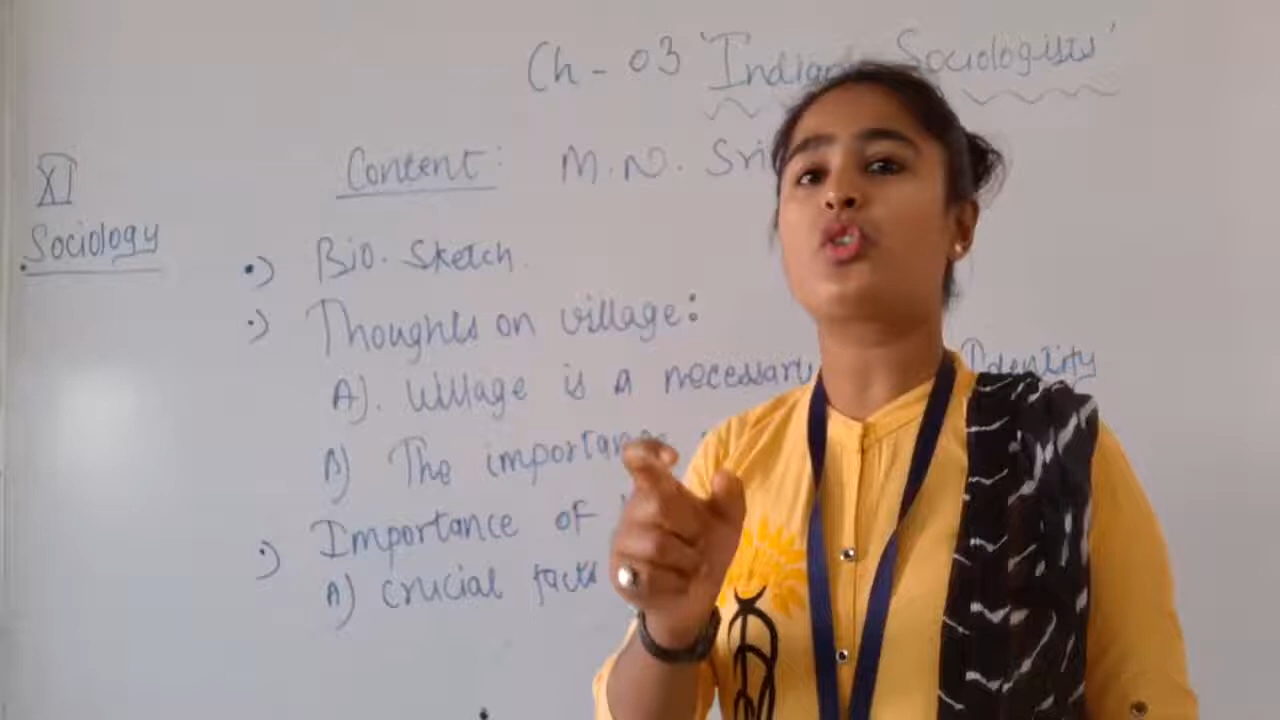 Ch - 03 'Indian Sociologists'
XI
Sociology
Content: M.N. Sri
•) Bio. Sketch.
•) Thoughts on village:
A). Village is a necessary Identity
B) The importance
•) Importance of
A) Crucial facts